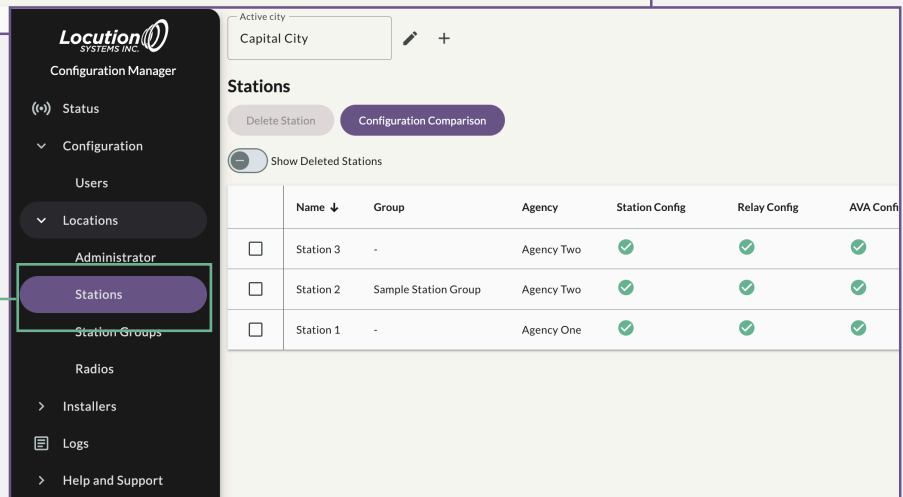 Locution
SYSTEMS INC.
Configuration Manager
Status
Configuration
Users
Locations
Administrator
Stations
Station Groups
Radios
Installers
Logs
Help and Support
Active city
Capital City
Stations
Delete Station Configuration Comparison
Show Deleted Stations
Name Group Agency Station Config Relay Config AVA Confi
Station 3 - Agency Two
Station 2 Sample Station Group Agency Two
Station 1 - Agency One